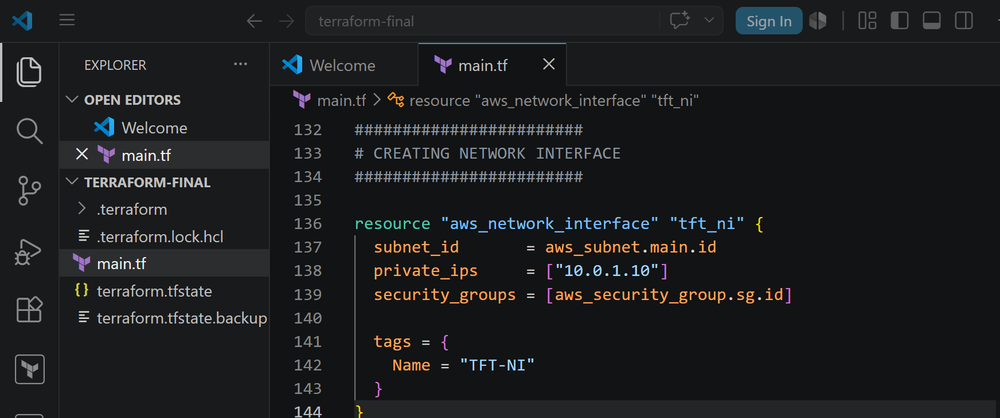 terraform-final
Sign In
EXPLORER
OPEN EDITORS
Welcome
main.tf
TERRAFORM-FINAL
.terraform
.terraform.lock.hcl
main.tf
terraform.tfstate
terraform.tfstate.backup
Welcome
main.tf
main.tf > resource "aws_network_interface" "tft_ni"
132 ########################
133 # CREATING NETWORK INTERFACE
134 ########################
135
136 resource "aws_network_interface" "tft_ni" {
137   subnet_id       = aws_subnet.main.id
138   private_ips     = ["10.0.1.10"]
139   security_groups = [aws_security_group.sg.id]
140
141   tags = {
142     Name = "TFT-NI"
143   }
144 }